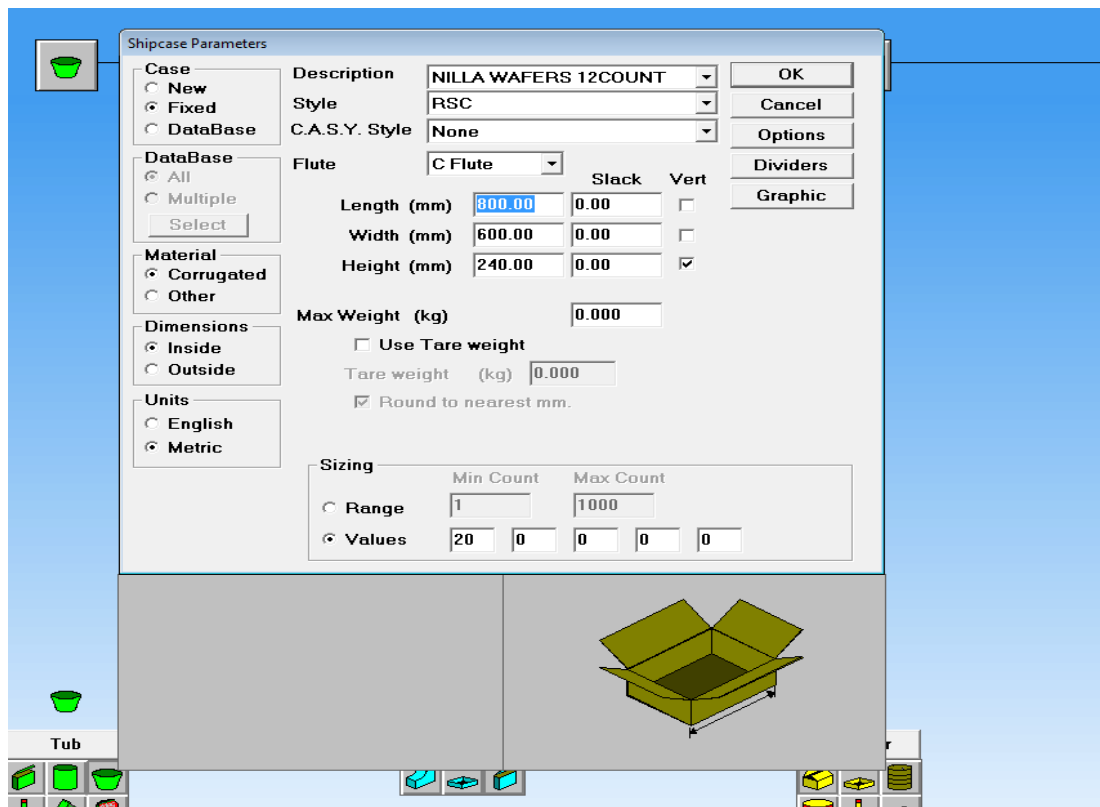 Shipcase Parameters
Case
New
Fixed
DataBase
DataBase
All
Multiple
Select
Material
Corrugated
Other
Dimensions
Inside
Outside
Units
English
Metric
Description NILLA WAFERS 12COUNT
Style RSC
C.A.S.Y. Style None
Flute C Flute
Slack Vert
Length (mm) 800.00 0.00
Width (mm) 600.00 0.00
Height (mm) 240.00 0.00
Max Weight (kg) 0.000
Use Tare weight
Tare weight (kg) 0.000
Round to nearest mm.
Sizing
Min Count Max Count
Range 1 1000
Values 20 0 0 0 0
OK
Cancel
Options
Dividers
Graphic
Tub
r